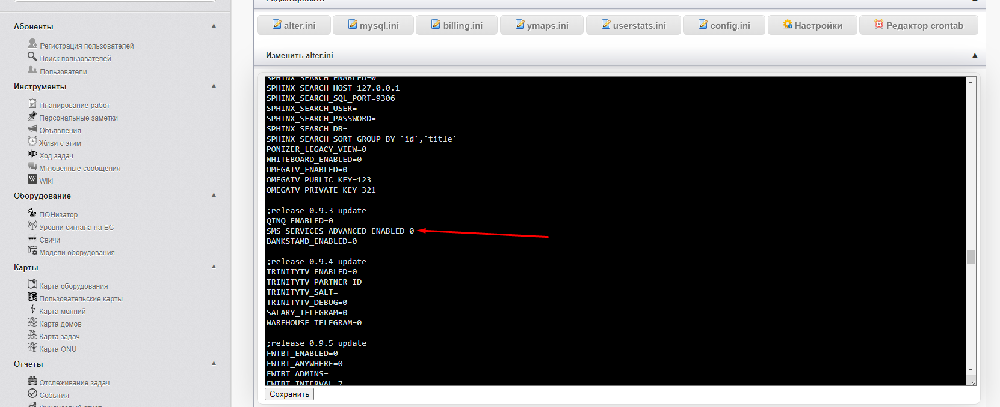 Редактировать
Абоненты
Регистрация пользователей
Поиск пользователей
Пользователи
Инструменты
Планирование работ
Персональные заметки
Объявления
Живи с этим
Ход задач
Мгновенные сообщения
Wiki
Оборудование
ПОНизатор
Уровни сигнала на БС
Свичи
Модели оборудования
Карты
Карта оборудования
Пользовательские карты
Карта молний
Карта домов
Карта задач
Карта ONU
Отчеты
Отслеживание задач
События
Финансовый отчет
alter.ini mysql.ini billing.ini ymaps.ini userstats.ini config.ini Настройки Редактор crontab
Изменить alter.ini
SPHINX_SEARCH_ENABLED=0
SPHINX_SEARCH_HOST=127.0.0.1
SPHINX_SEARCH_SQL_PORT=9306
SPHINX_SEARCH_USER=
SPHINX_SEARCH_PASSWORD=
SPHINX_SEARCH_DB=
SPHINX_SEARCH_SORT=GROUP BY `id`,`title`
PONIZER_LEGACY_VIEW=0
WHITEBOARD_ENABLED=0
OMEGATV_ENABLED=0
OMEGATV_PUBLIC_KEY=123
OMEGATV_PRIVATE_KEY=321
;release 0.9.3 update
QINQ_ENABLED=0
SMS_SERVICES_ADVANCED_ENABLED=0
BANKSTAMD_ENABLED=0
;release 0.9.4 update
TRINITYTV_ENABLED=0
TRINITYTV_PARTNER_ID=
TRINITYTV_SALT=
TRINITYTV_DEBUG=0
SALARY_TELEGRAM=0
WAREHOUSE_TELEGRAM=0
;release 0.9.5 update
FWTBT_ENABLED=0
FWTBT_ANYWHERE=0
FWTBT_ADMINS=
FWTBT_INTERVAL=7
Сохранить